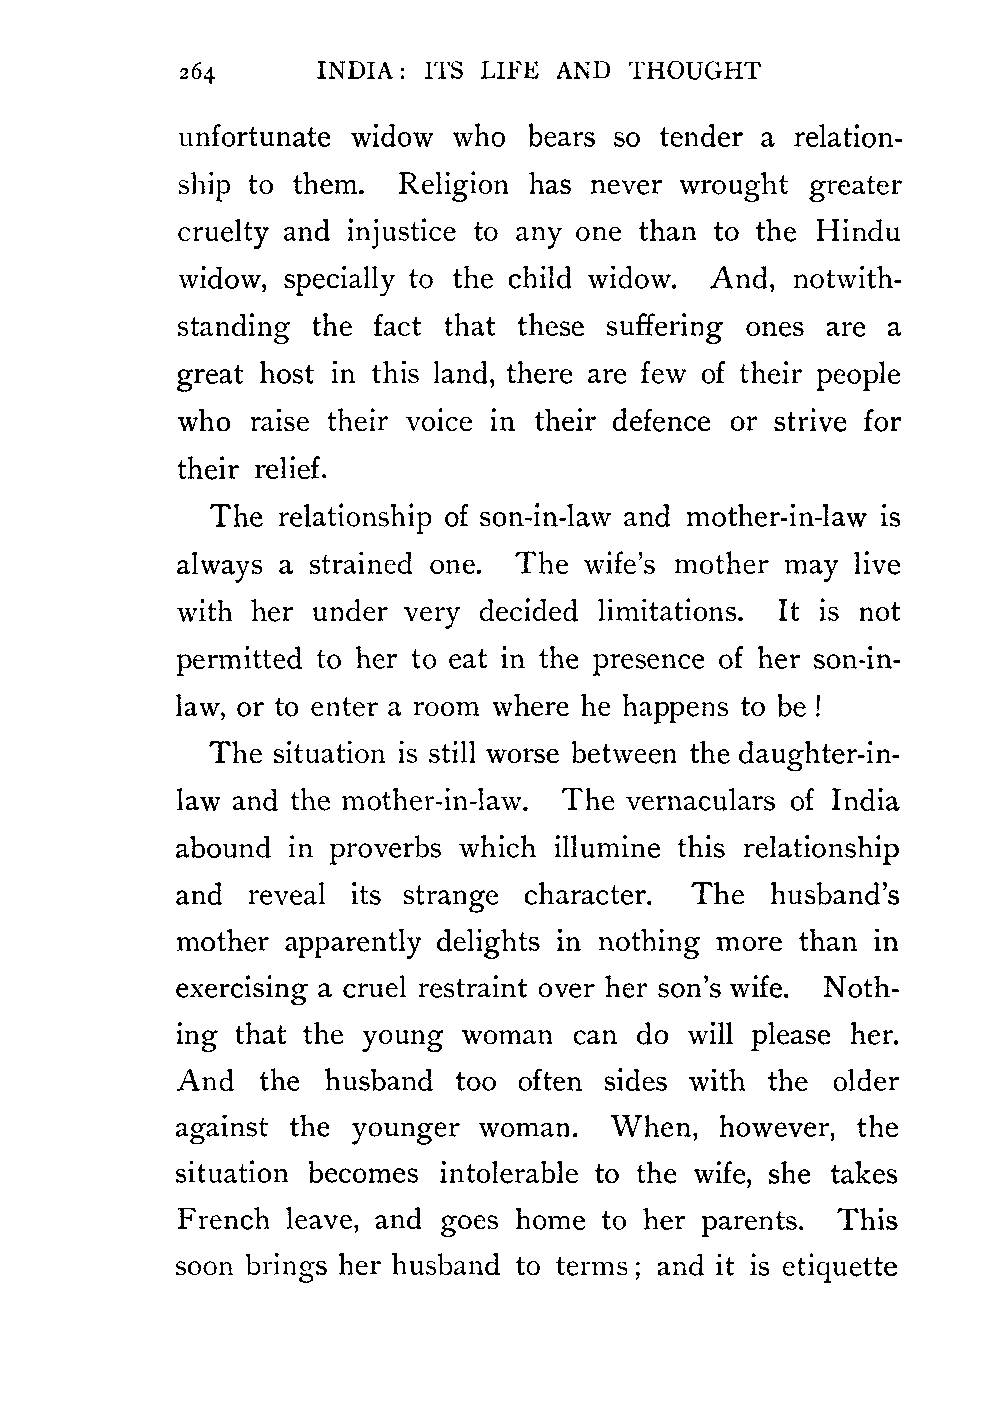 264 INDIA: ITS LIFE AND THOUGHT
unfortunate widow who bears so tender a relation-
ship to them. Religion has never wrought greater
cruelty and injustice to any one than to the Hindu
widow, specially to the child widow. And, notwith-
standing the fact that these suffering ones are a
great host in this land, there are few of their people
who raise their voice in their defence or strive for
their relief.
The relationship of son-in-law and mother-in-law is
always a strained one. The wife's mother may live
with her under very decided limitations. It is not
permitted to her to eat in the presence of her son-in-
law, or to enter a room where he happens to be !
The situation is still worse between the daughter-in-
law and the mother-in-law. The vernaculars of India
abound in proverbs which illumine this relationship
and reveal its strange character. The husband's
mother apparently delights in nothing more than in
exercising a cruel restraint over her son's wife. Noth-
ing that the young woman can do will please her.
And the husband too often sides with the older
against the younger woman. When, however, the
situation becomes intolerable to the wife, she takes
French leave, and goes home to her parents. This
soon brings her husband to terms ; and it is etiquette